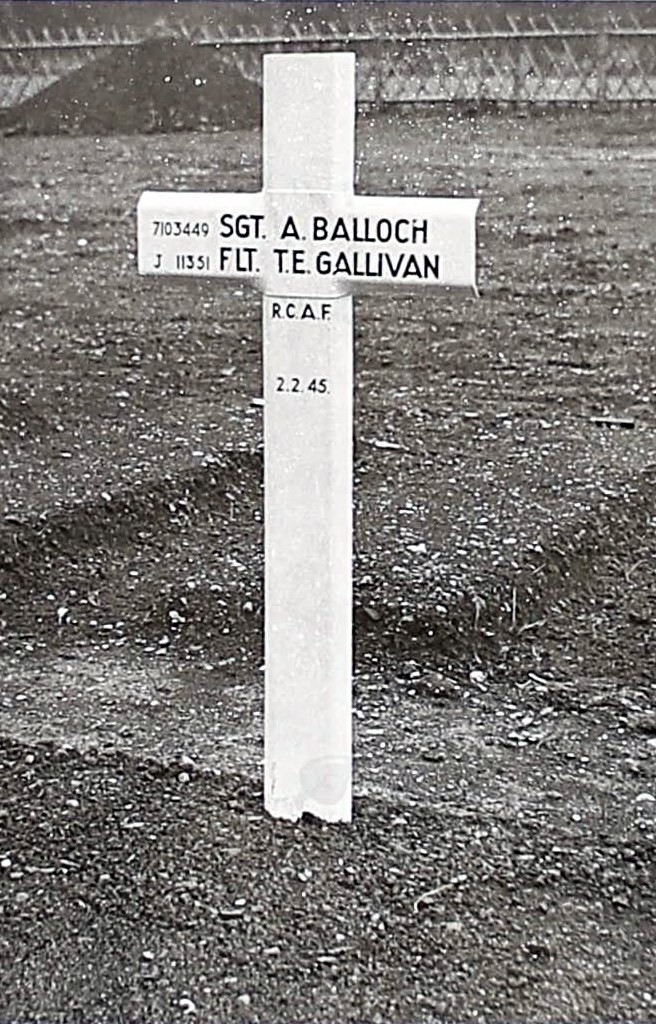 7103449 SGT. A. BALLOCH
J 11351 FLT. T.E. GALLIVAN
R.C.A.F.
2.2.45.